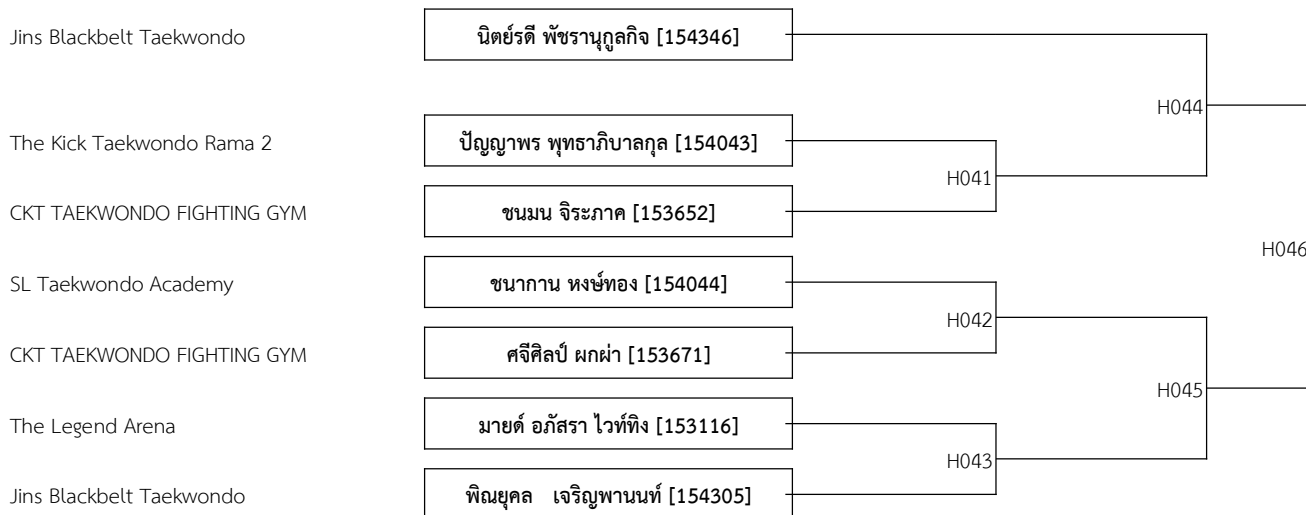 Jins Blackbelt Taekwondo นิตย์รดี พัชรานุกูลกิจ [154346]
H044
The Kick Taekwondo Rama 2 ปัญญาพร พุทธาภิบาลกุล [154043]
H041
CKT TAEKWONDO FIGHTING GYM ชนมน จิระภาค [153652]
H046
SL Taekwondo Academy ชนากาน หงษ์ทอง [154044]
H042
CKT TAEKWONDO FIGHTING GYM ศจีศิลป์ ผกผ่า [153671]
H045
The Legend Arena มายด์ อภัสรา ไวท์ทิง [153116]
H043
Jins Blackbelt Taekwondo พิณยุคล เจริญพานนท์ [154305]